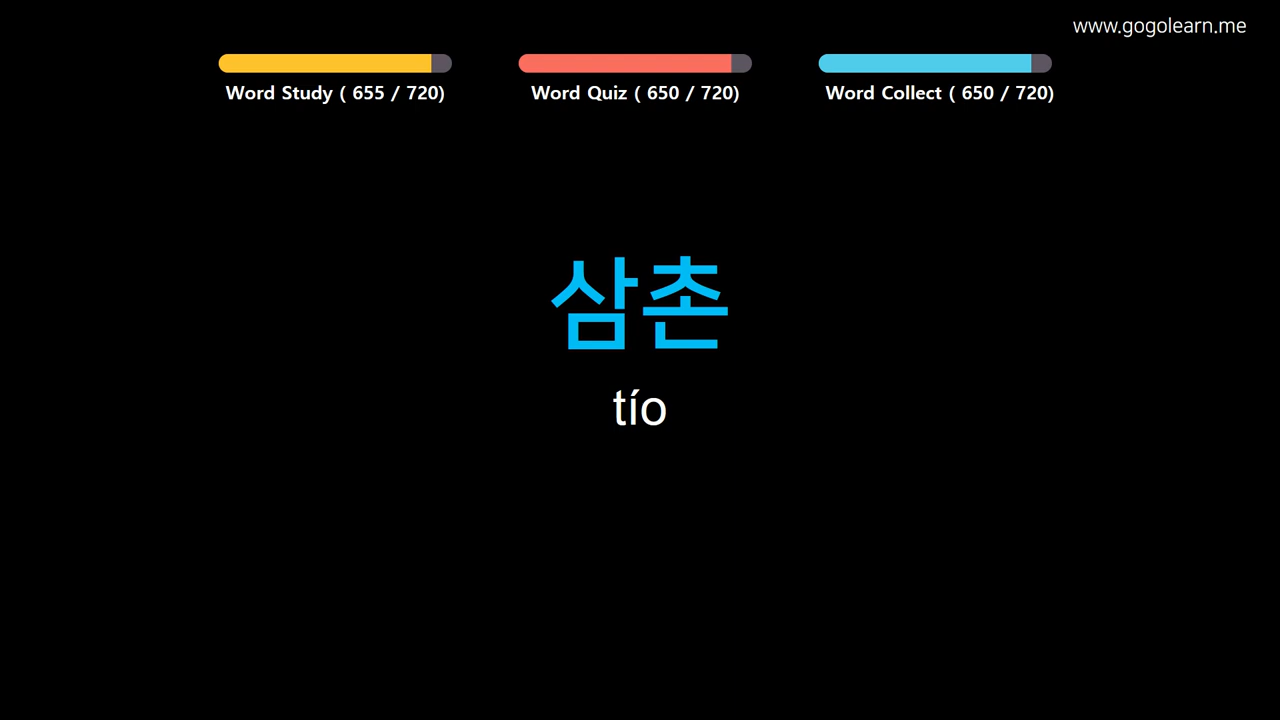 www.gogolearn.me
Word Study ( 655 / 720)
Word Quiz ( 650 / 720)
Word Collect ( 650 / 720)
삼촌
tío